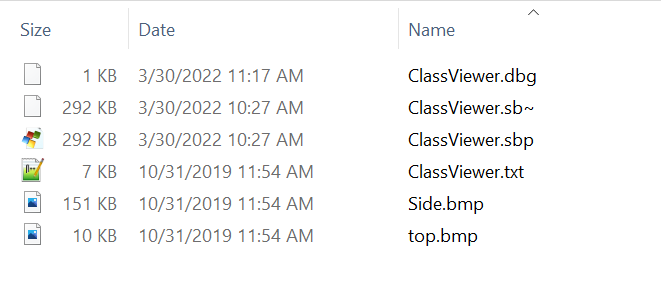 Size Date Name
1 KB 3/30/2022 11:17 AM ClassViewer.dbg
292 KB 3/30/2022 10:27 AM ClassViewer.sb~
292 KB 3/30/2022 10:27 AM ClassViewer.sbp
7 KB 10/31/2019 11:54 AM ClassViewer.txt
151 KB 10/31/2019 11:54 AM Side.bmp
10 KB 10/31/2019 11:54 AM top.bmp